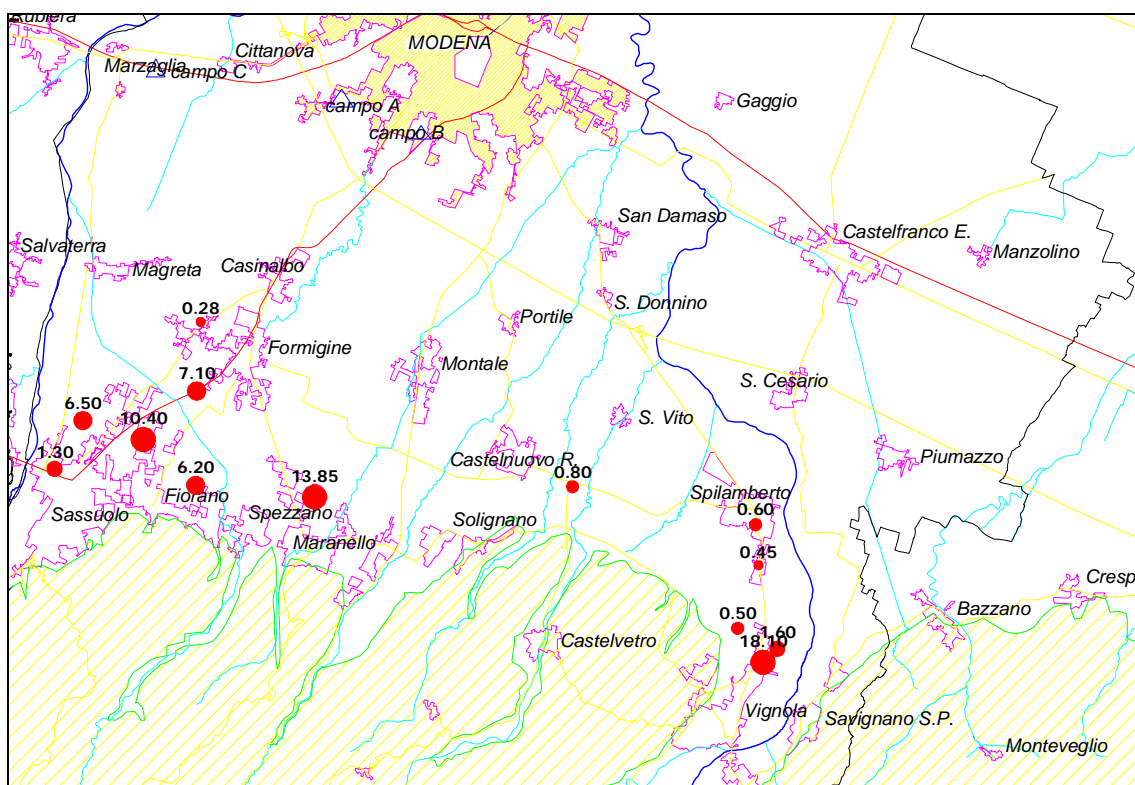 Rubiera
Cittanova
MODENA
Marzaglia
campo C
campo A
Gaggio
campo B
San Damaso
Castelfranco E.
Salvaterra
Magreta
Casinalbo
Manzolino
S. Donnino
0.28
Portile
Formigine
Montale
7.10
S. Cesario
6.50
10.40
S. Vito
1.30
6.20
13.85
Castelnuovo R.
0.80
Piumazzo
Fiorano
Spilamberto
Sassuolo
Spezzano
0.60
Solignano
Maranello
0.45
Cresp
0.50
Bazzano
1.60
Castelvetro
18.10
Vignola
Savignano S.P.
Monteveglio